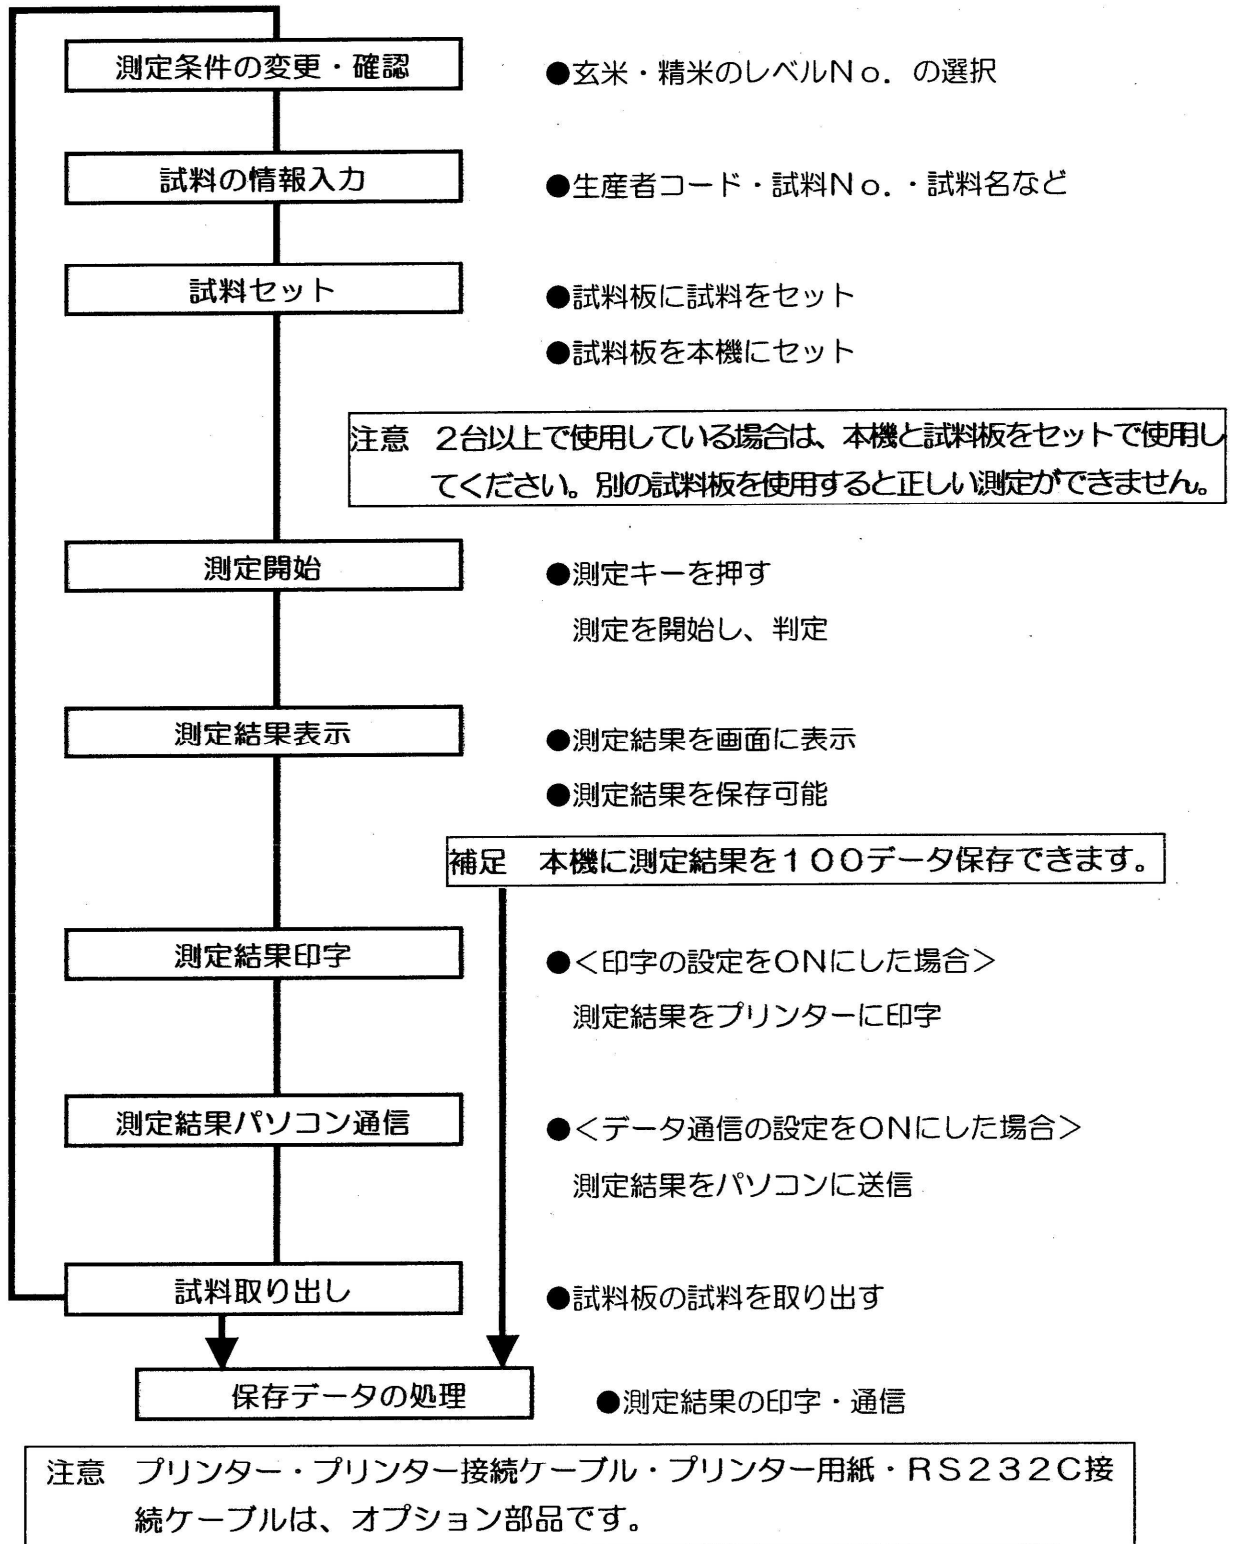 測定条件の変更・確認
●玄米・精米のレベルNo. の選択
試料の情報入力
●生産者コード・試料No.・試料名など
試料セット
●試料板に試料をセット
●試料板を本機にセット
注意 2台以上で使用している場合は、本機と試料板をセットで使用し
てください。別の試料板を使用すると正しい測定ができません。
測定開始
●測定キーを押す
測定を開始し、判定
測定結果表示
●測定結果を画面に表示
●測定結果を保存可能
補足 本機に測定結果を100データ保存できます。
測定結果印字
●<印字の設定をONにした場合>
測定結果をプリンターに印字
測定結果パソコン通信
●<データ通信の設定をONにした場合>
測定結果をパソコンに送信
試料取り出し
●試料板の試料を取り出す
保存データの処理
●測定結果の印字・通信
注意 プリンター・プリンター接続ケーブル・プリンター用紙・RS232C接
続ケーブルは、オプション部品です。